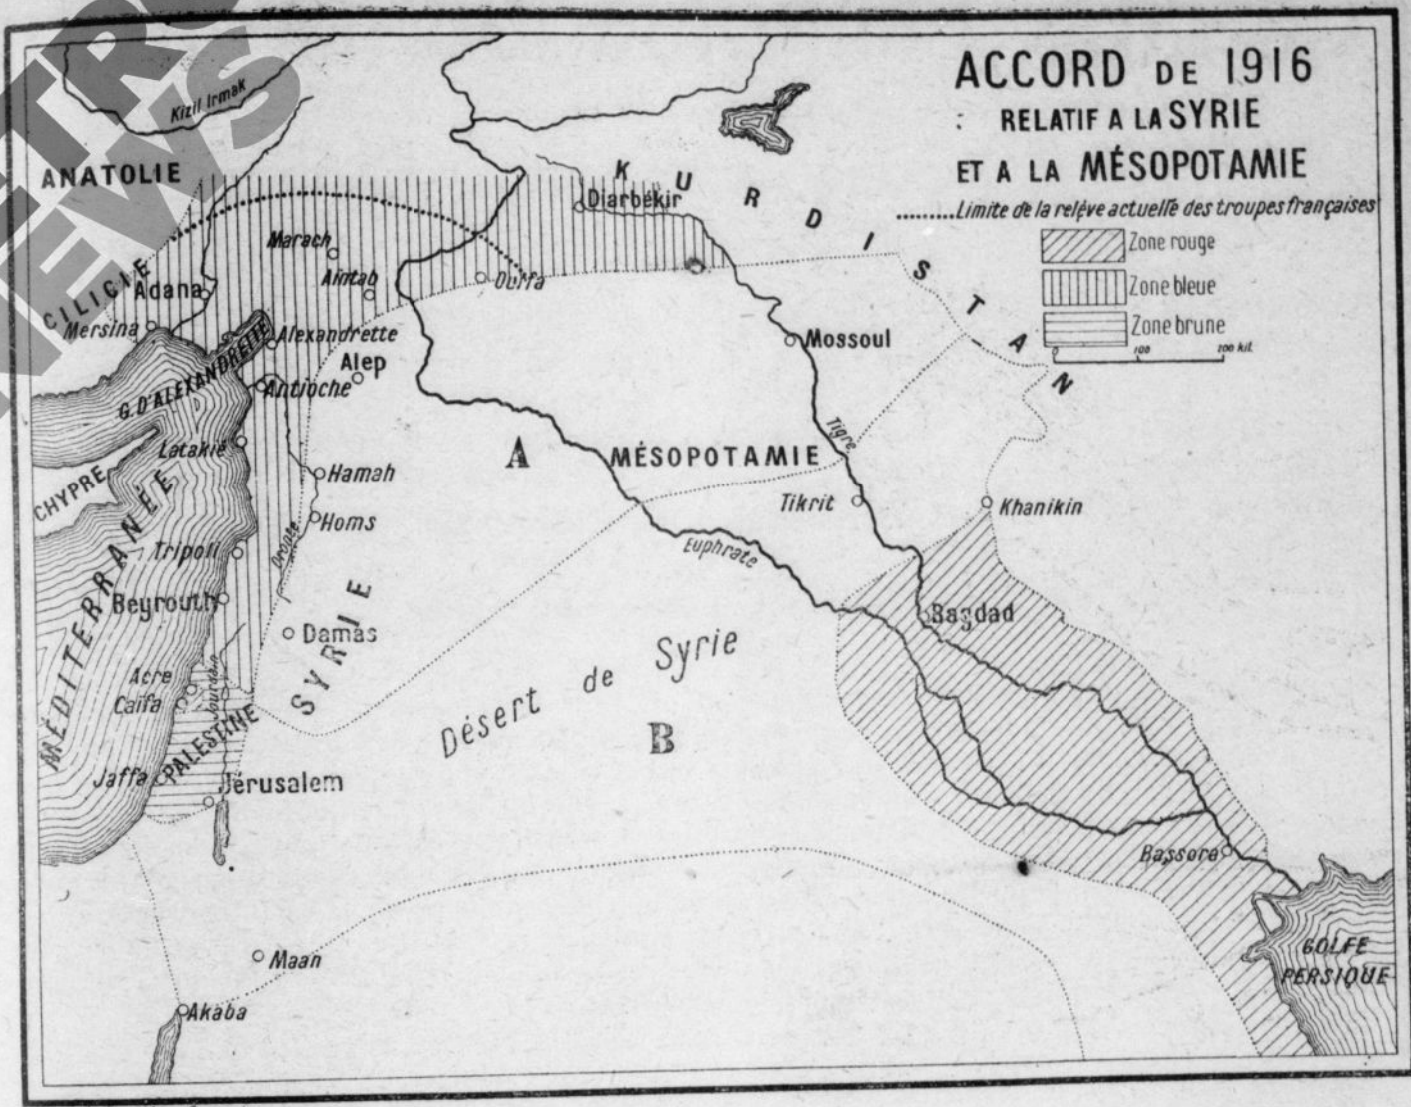 ACCORD DE 1916
RELATIF A LA SYRIE
ET A LA MÉSOPOTAMIE
Limite de la relève actuelle des troupes françaises
Zone rouge
Zone bleue
Zone brune
0 100 200 kil.
Kizil Irmak
ANATOLIE
KURDISTAN
Diarbékir
Marach
Aïntab
Ourfa
CILICIE
Adana
Mersina
Alexandrette
G. D'ALEXANDRETTE
Alep
Antioche
Mossoul
Latakié
A
MÉSOPOTAMIE
Tigre
CHYPRE
Hamah
Homs
Oronte
Tikrit
Khanikin
MÉDITERRANÉE
Tripoli
Euphrate
Beyrouth
Bagdad
Damas
SYRIE
Désert de Syrie
Acre
Caïfa
Jourdain
B
PALESTINE
Jaffa
Jérusalem
Bassora
Maan
GOLFE
PERSIQUE
Akaba